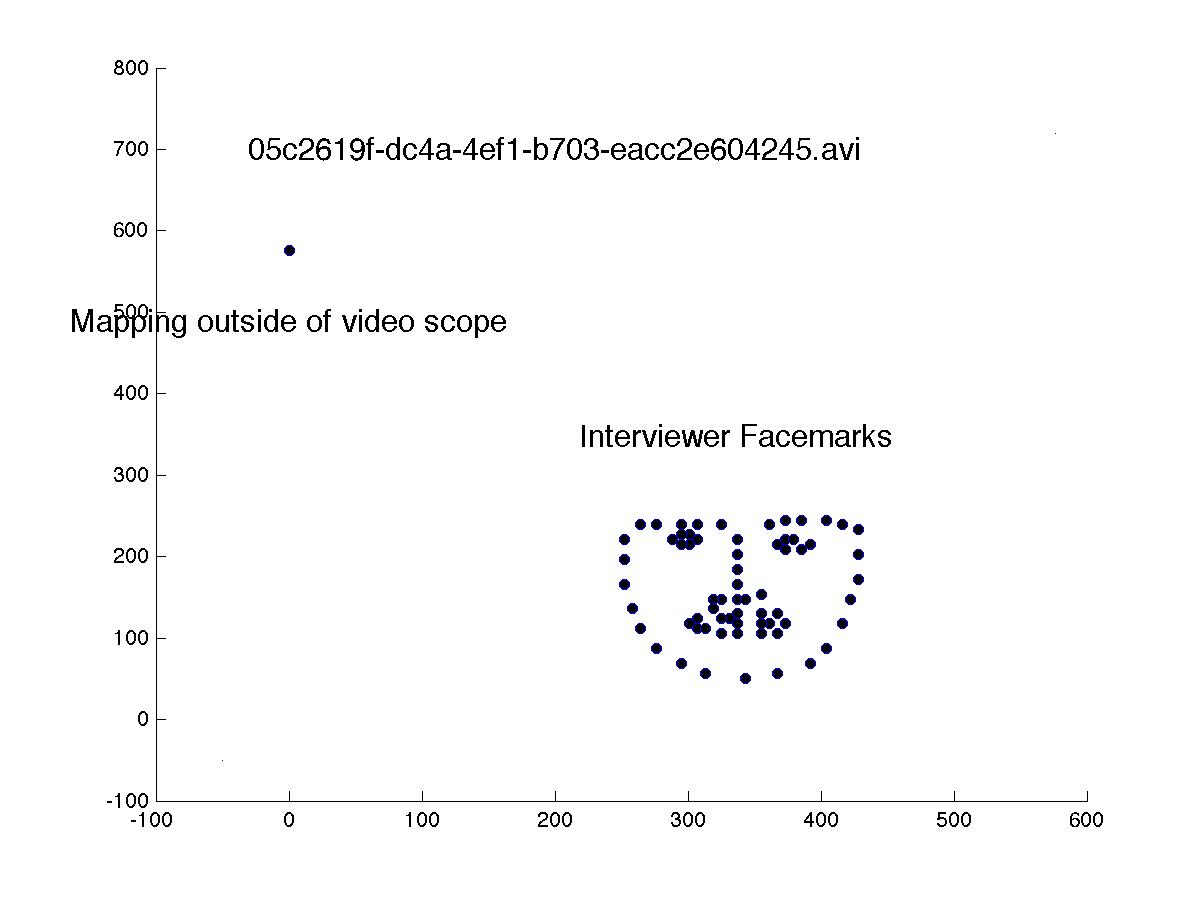 800
700
05c2619f-dc4a-4ef1-b703-eacc2e604245.avi
600
500
Mapping outside of video scope
400
Interviewer Facemarks
300
200
100
0
-100
-100 0 100 200 300 400 500 600